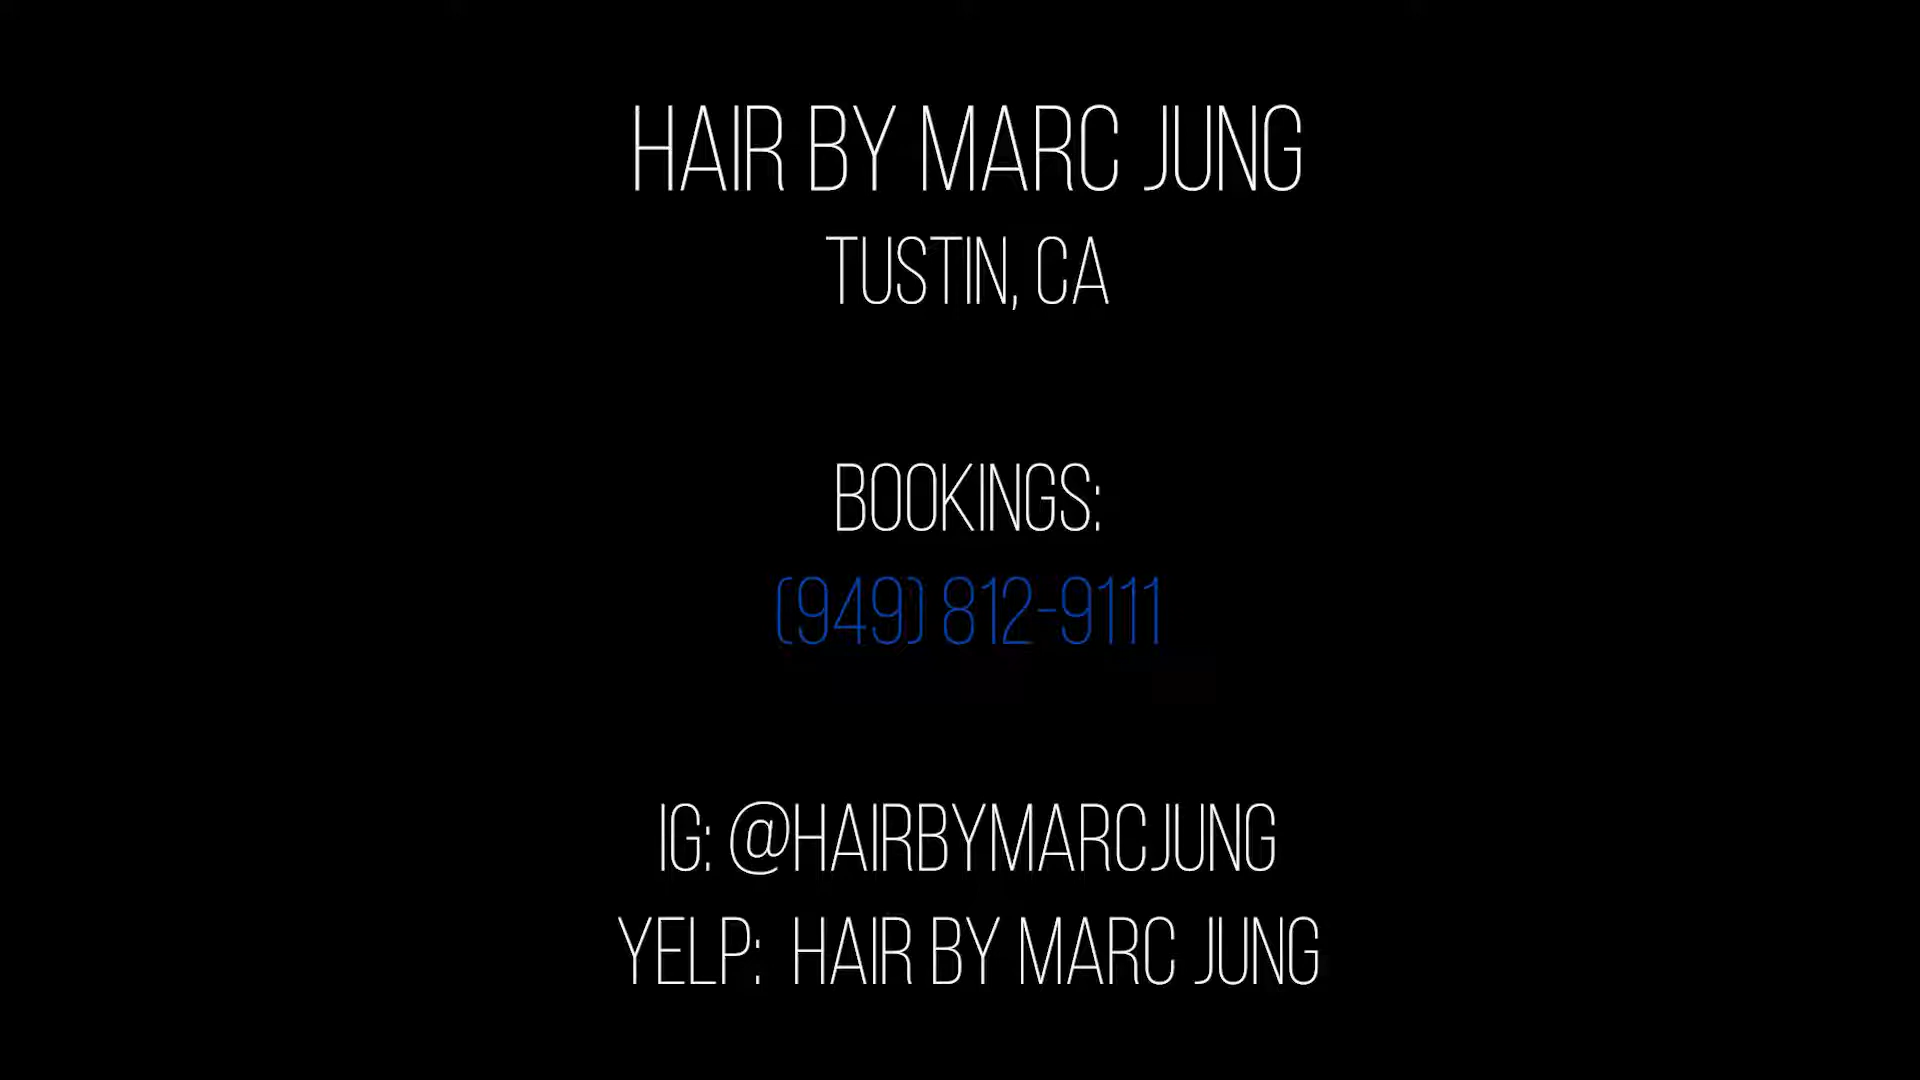 HAIR BY MARC JUNG
TUSTIN, CA
BOOKINGS:
(949) 812-9111
IG: @HAIRBYMARCJUNG
YELP: HAIR BY MARC JUNG